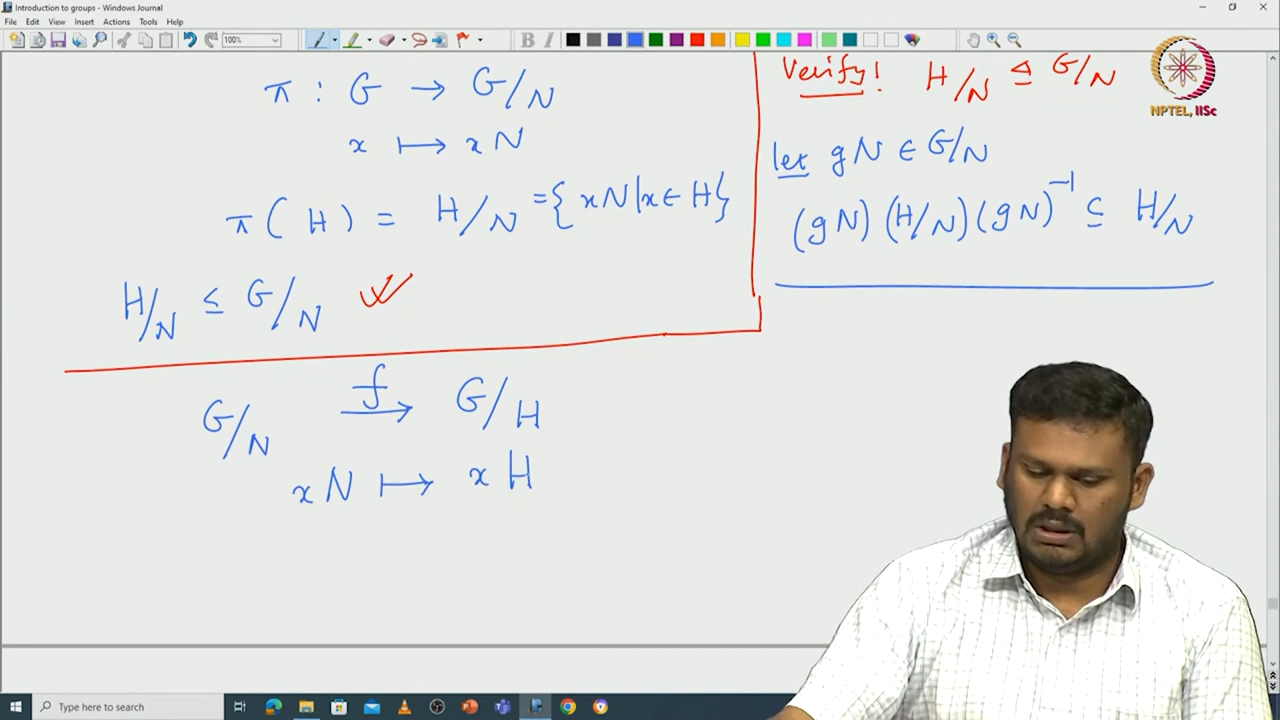 Introduction to groups - Windows Journal
File Edit View Insert Actions Tools Help
100%
B I
π : G → G/N
x ↦ xN
π( H ) = H/N = { xN | x ∈ H }
H/N ≤ G/N ✓
Verify! H/N ⊴ G/N
let gN ∈ G/N
(gN) (H/N) (gN)⁻¹ ⊆ H/N
NPTEL, IISc
G/N f→ G/H
xN ↦ xH
Type here to search